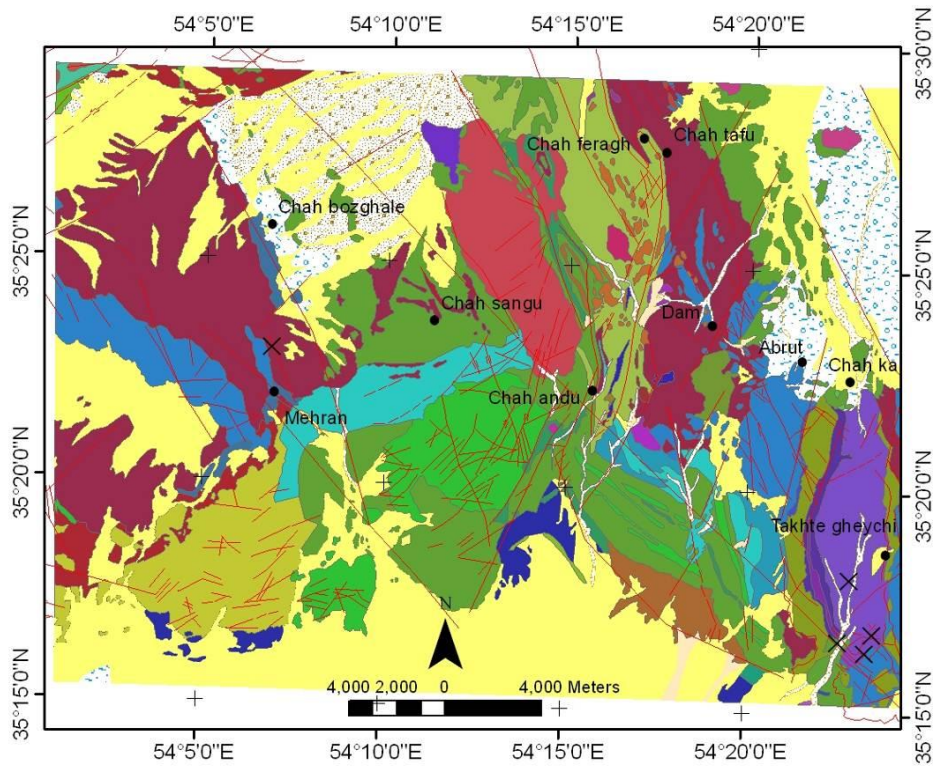 54°5'0"E 54°10'0"E 54°15'0"E 54°20'0"E
35°30'0"N
Chah feragh Chah tafu
Chah bozghale
35°25'0"N 35°25'0"N
Chah sangu
Dam
Abrut
Chah ka
Chah andu
Mehran
35°20'0"N 35°20'0"N
Takhte gheychi
N
4,000 2,000 0 4,000 Meters
35°15'0"N 35°15'0"N
54°5'0"E 54°10'0"E 54°15'0"E 54°20'0"E